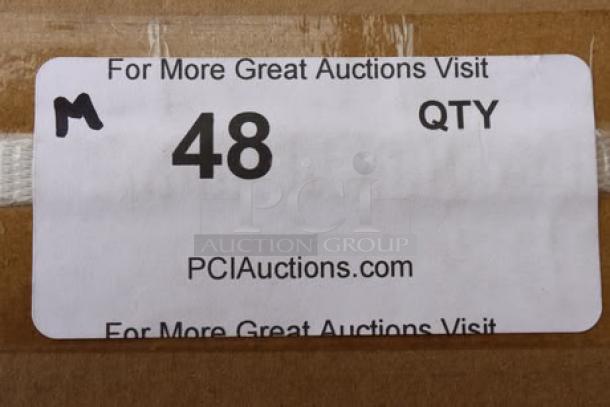 For More Great Auctions Visit
M
48
QTY
PCI
AUCTION GROUP
PCIAuctions.com
For More Great Auctions Visit